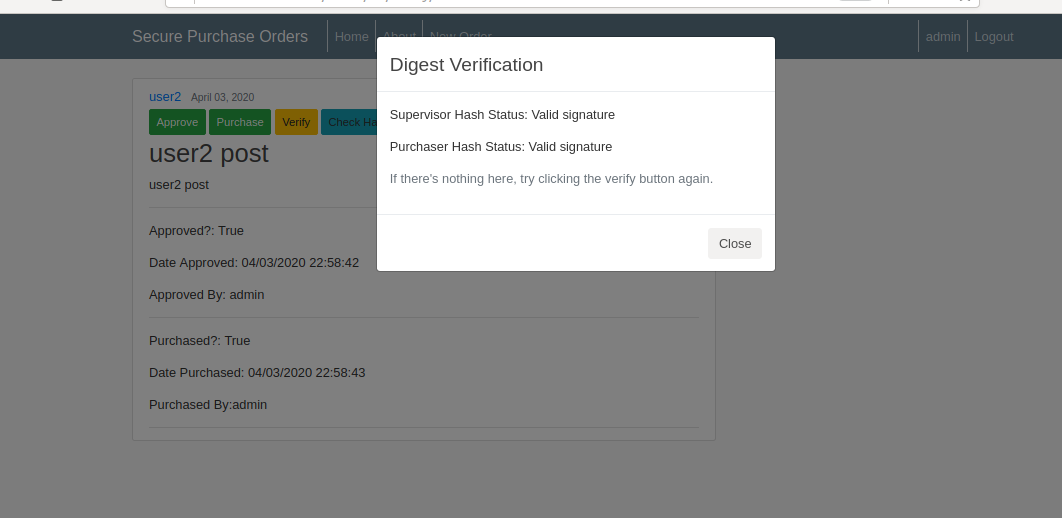 Secure Purchase Orders Home About New Order admin Logout
Digest Verification
Supervisor Hash Status: Valid signature
Purchaser Hash Status: Valid signature
If there's nothing here, try clicking the verify button again.
Close
user2 April 03, 2020
Approve Purchase Verify Check Ha
user2 post
user2 post
Approved?: True
Date Approved: 04/03/2020 22:58:42
Approved By: admin
Purchased?: True
Date Purchased: 04/03/2020 22:58:43
Purchased By:admin